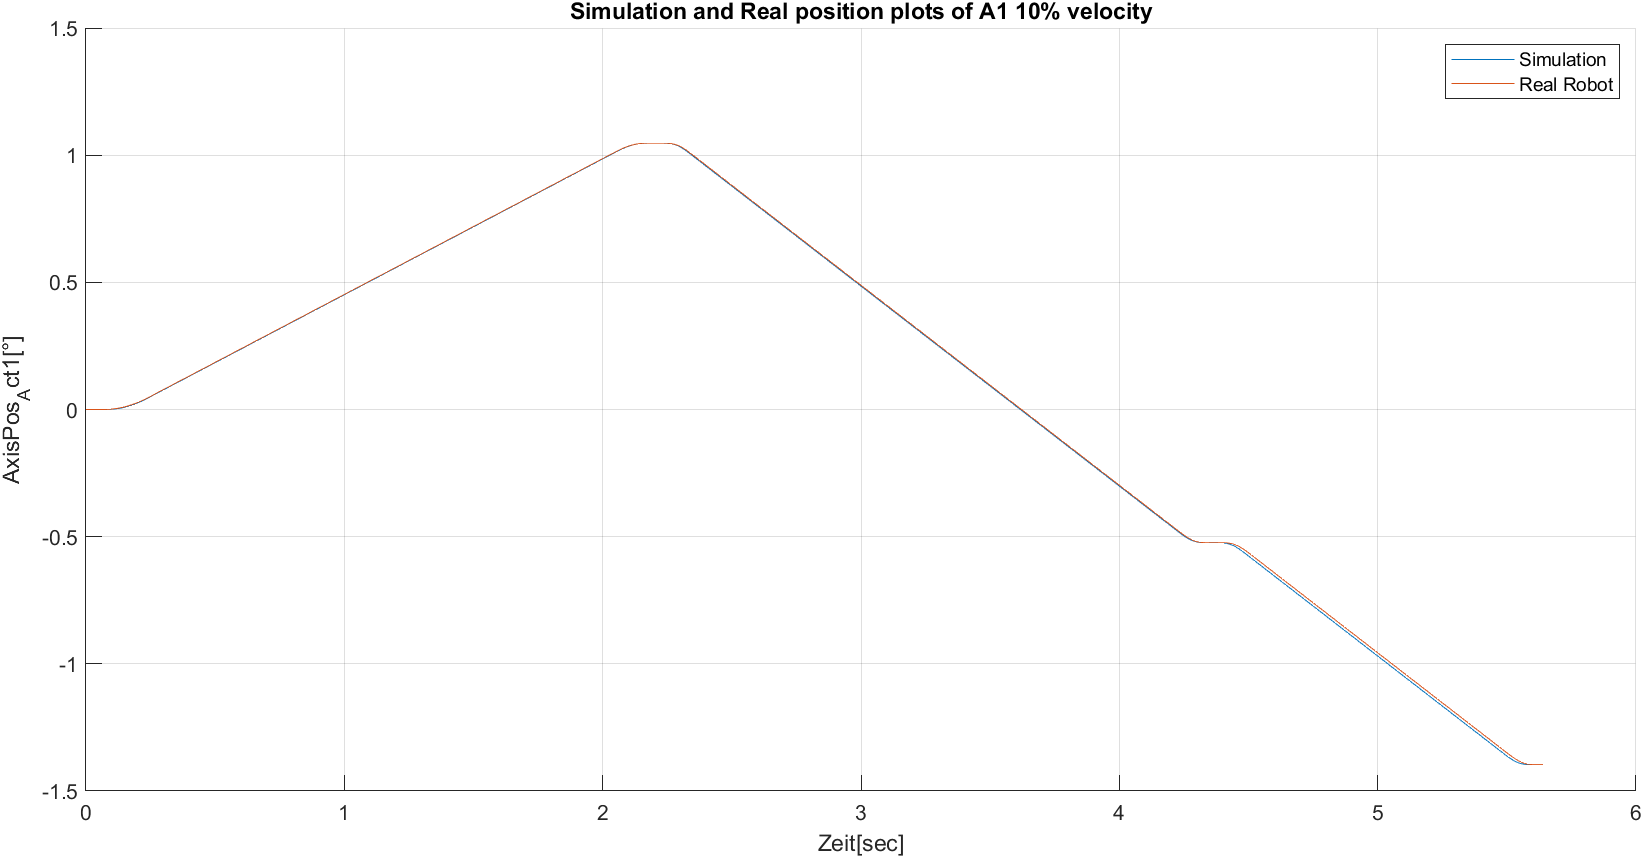 Simulation and Real position plots of A1 10% velocity
Simulation
Real Robot
1.5
1
0.5
0
-0.5
-1
-1.5
AxisPos_Act1[°]
0 1 2 3 4 5 6
Zeit[sec]